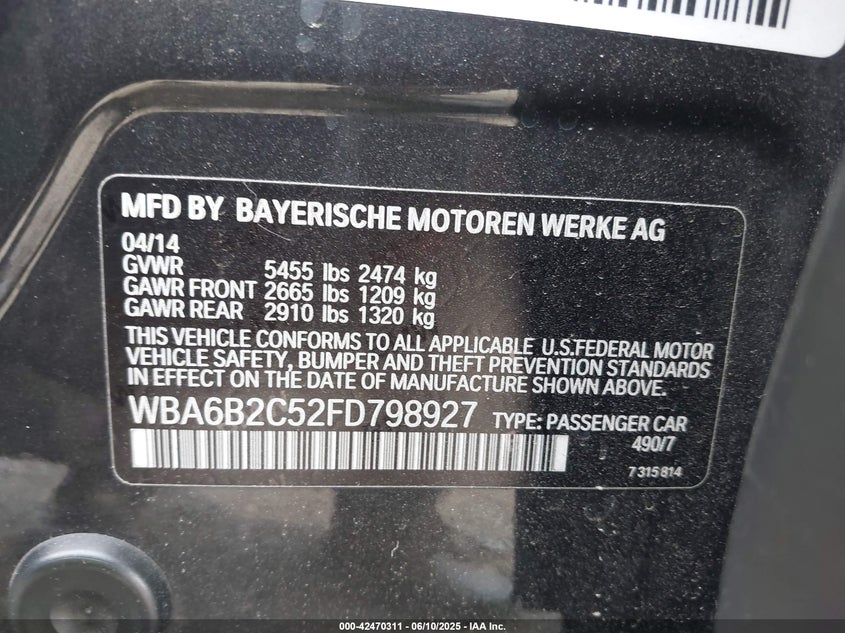 MFD BY BAYERISCHE MOTOREN WERKE AG
04/14
GVWR 5455 lbs 2474 kg
GAWR FRONT 2665 lbs 1209 kg
GAWR REAR 2910 lbs 1320 kg
THIS VEHICLE CONFORMS TO ALL APPLICABLE U.S.FEDERAL MOTOR
VEHICLE SAFETY, BUMPER AND THEFT PREVENTION STANDARDS
IN EFFECT ON THE DATE OF MANUFACTURE SHOWN ABOVE.
WBA6B2C52FD798927 TYPE: PASSENGER CAR
490/7
7 315 814
000-42470311 - 06/10/2025 - IAA Inc.